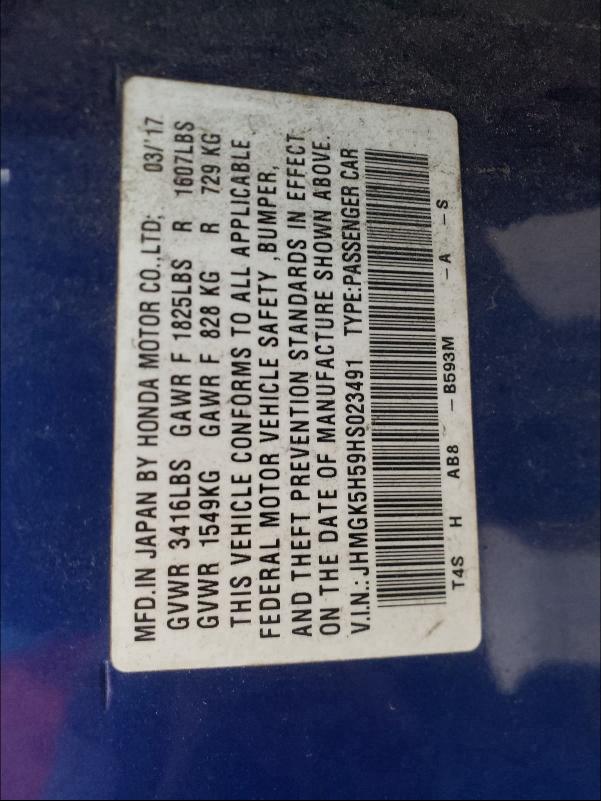 MFD.IN JAPAN BY HONDA MOTOR CO.,LTD; 03/'17
GVWR 3416LBS GAWR F 1825LBS R 1607LBS
GVWR 1549KG GAWR F 828 KG R 729 KG
THIS VEHICLE CONFORMS TO ALL APPLICABLE
FEDERAL MOTOR VEHICLE SAFETY ,BUMPER,
AND THEFT PREVENTION STANDARDS IN EFFECT
ON THE DATE OF MANUFACTURE SHOWN ABOVE.
V.I.N.:JHMGK5H59HS023491 TYPE:PASSENGER CAR
T4S H AB8 -B593M -A -S